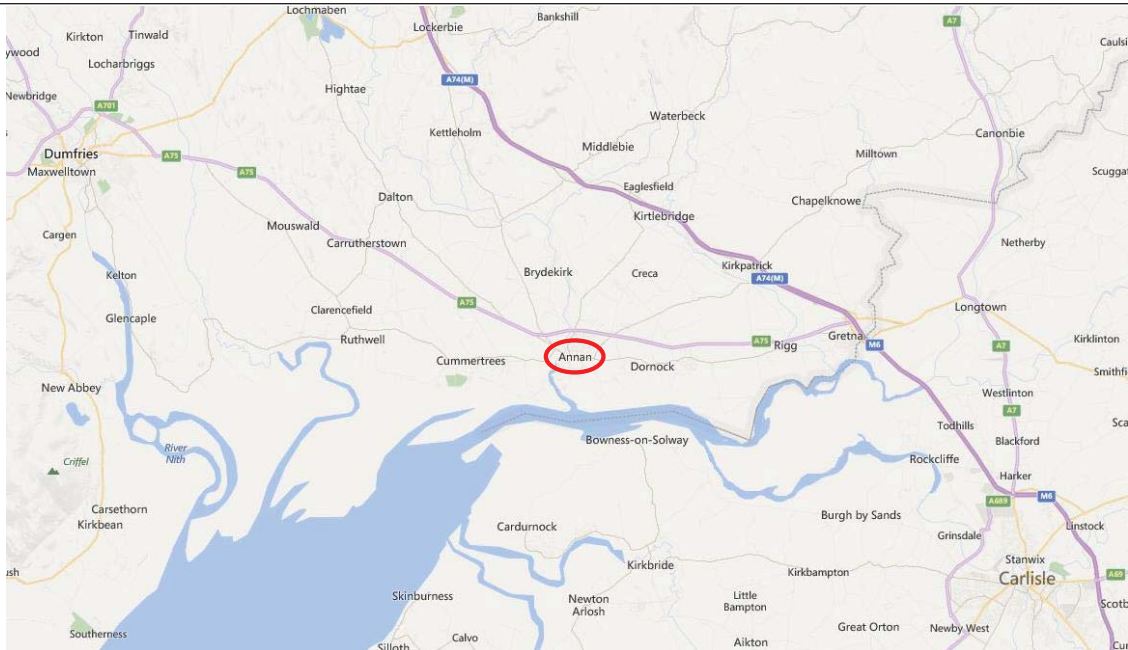 Lochmaben
Bankshill
A7
Kirkton
Tinwald
Lockerbie
Caulsi
ywood
Locharbriggs
A74(M)
Hightae
Newbridge
A701
Waterbeck
Kettleholm
Canonbie
Middlebie
Dumfries
A75
Milltown
Maxwelltown
A75
Scuggat
Eaglesfield
Dalton
Chapelknowe
Kirtlebridge
Mouswald
Cargen
Carrutherstown
Netherby
Kirkpatrick
Kelton
Brydekirk
Creca
A74(M)
A75
Clarencefield
Longtown
Glencaple
Gretna
Ruthwell
A75
Rigg
M6
A7
Kirklinton
Cummertrees
Annan
Dornock
Smithfi
New Abbey
Westlinton
A7
Todhills
Sca
Bowness-on-Solway
Blackford
River
Nith
Criffel
Rockcliffe
Harker
M6
A689
Carsethorn
Burgh by Sands
Kirkbean
Cardurnock
Linstock
Grinsdale
Stanwix
Kirkbride
Kirkbampton
ush
Carlisle
A69
Skinburness
Newton
Arlosh
Little
Bampton
Scotb
Southerness
Great Orton
Newby West
Calvo
Aikton
Silloth
Cu